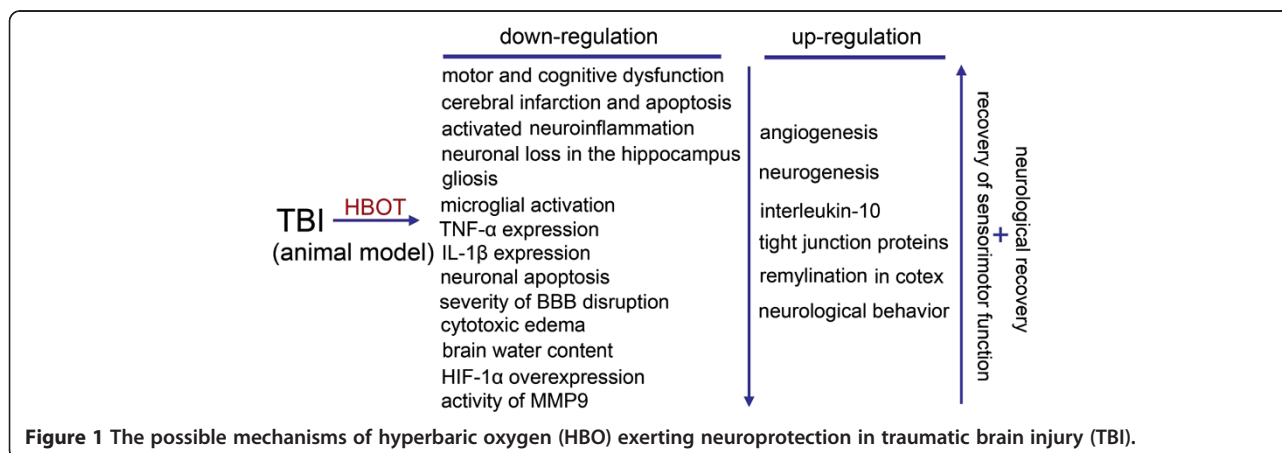 down-regulation
up-regulation
TBI
HBOT
(animal model)
motor and cognitive dysfunction
cerebral infarction and apoptosis
activated neuroinflammation
neuronal loss in the hippocampus
gliosis
microglial activation
TNF-α expression
IL-1β expression
neuronal apoptosis
severity of BBB disruption
cytotoxic edema
brain water content
HIF-1α overexpression
activity of MMP9
angiogenesis
neurogenesis
interleukin-10
tight junction proteins
remylination in cotex
neurological behavior
recovery of sensorimotor function
+
neurological recovery
Figure 1 The possible mechanisms of hyperbaric oxygen (HBO) exerting neuroprotection in traumatic brain injury (TBI).